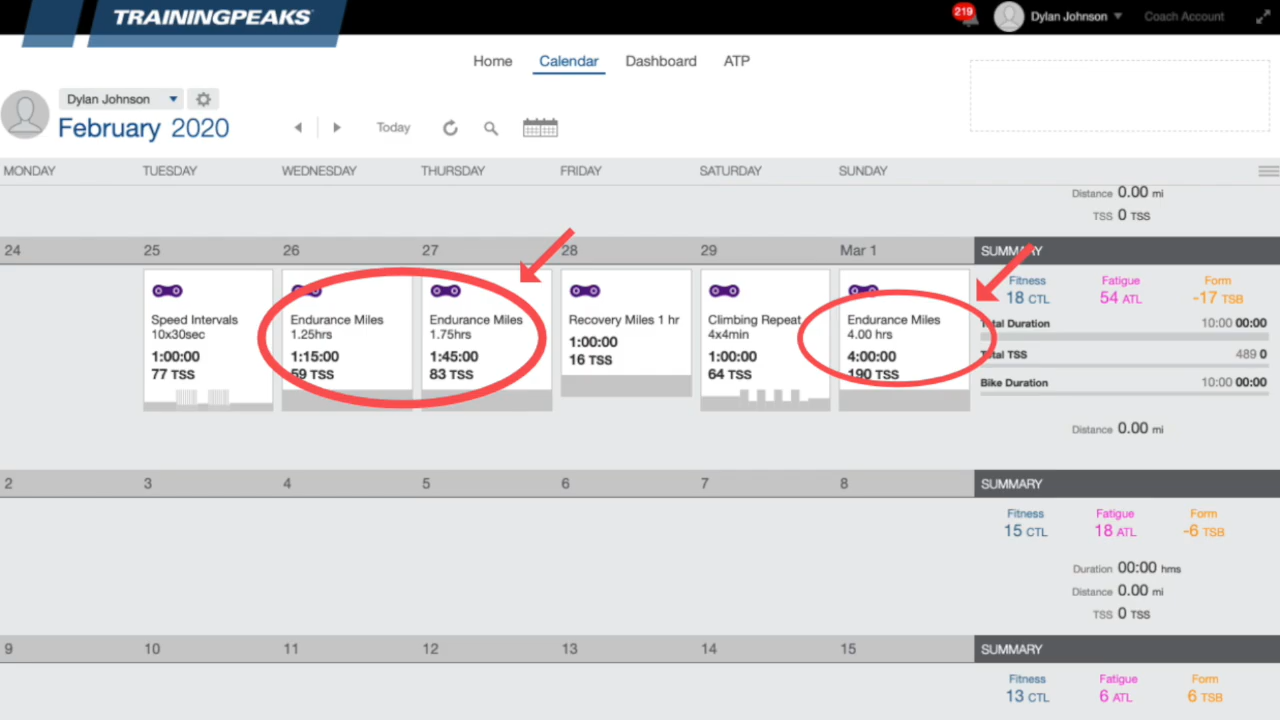 TRAININGPEAKS
219
Dylan Johnson
Coach Account
Home Calendar Dashboard ATP
Dylan Johnson
February 2020
Today
MONDAY TUESDAY WEDNESDAY THURSDAY FRIDAY SATURDAY SUNDAY
Distance 0.00 mi
TSS 0 TSS
24 25 26 27 28 29 Mar 1 SUMMARY
Speed Intervals
10x30sec
1:00:00
77 TSS
Endurance Miles
1.25hrs
1:15:00
59 TSS
Endurance Miles
1.75hrs
1:45:00
83 TSS
Recovery Miles 1 hr
1:00:00
16 TSS
Climbing Repeat
4x4min
1:00:00
64 TSS
Endurance Miles
4.00 hrs
4:00:00
190 TSS
Fitness Fatigue Form
18 CTL 54 ATL -17 TSB
Total Duration 10:00 00:00
Total TSS 489 0
Bike Duration 10:00 00:00
Distance 0.00 mi
2 3 4 5 6 7 8 SUMMARY
Fitness Fatigue Form
15 CTL 18 ATL -6 TSB
Duration 00:00 hms
Distance 0.00 mi
TSS 0 TSS
9 10 11 12 13 14 15 SUMMARY
Fitness Fatigue Form
13 CTL 6 ATL 6 TSB